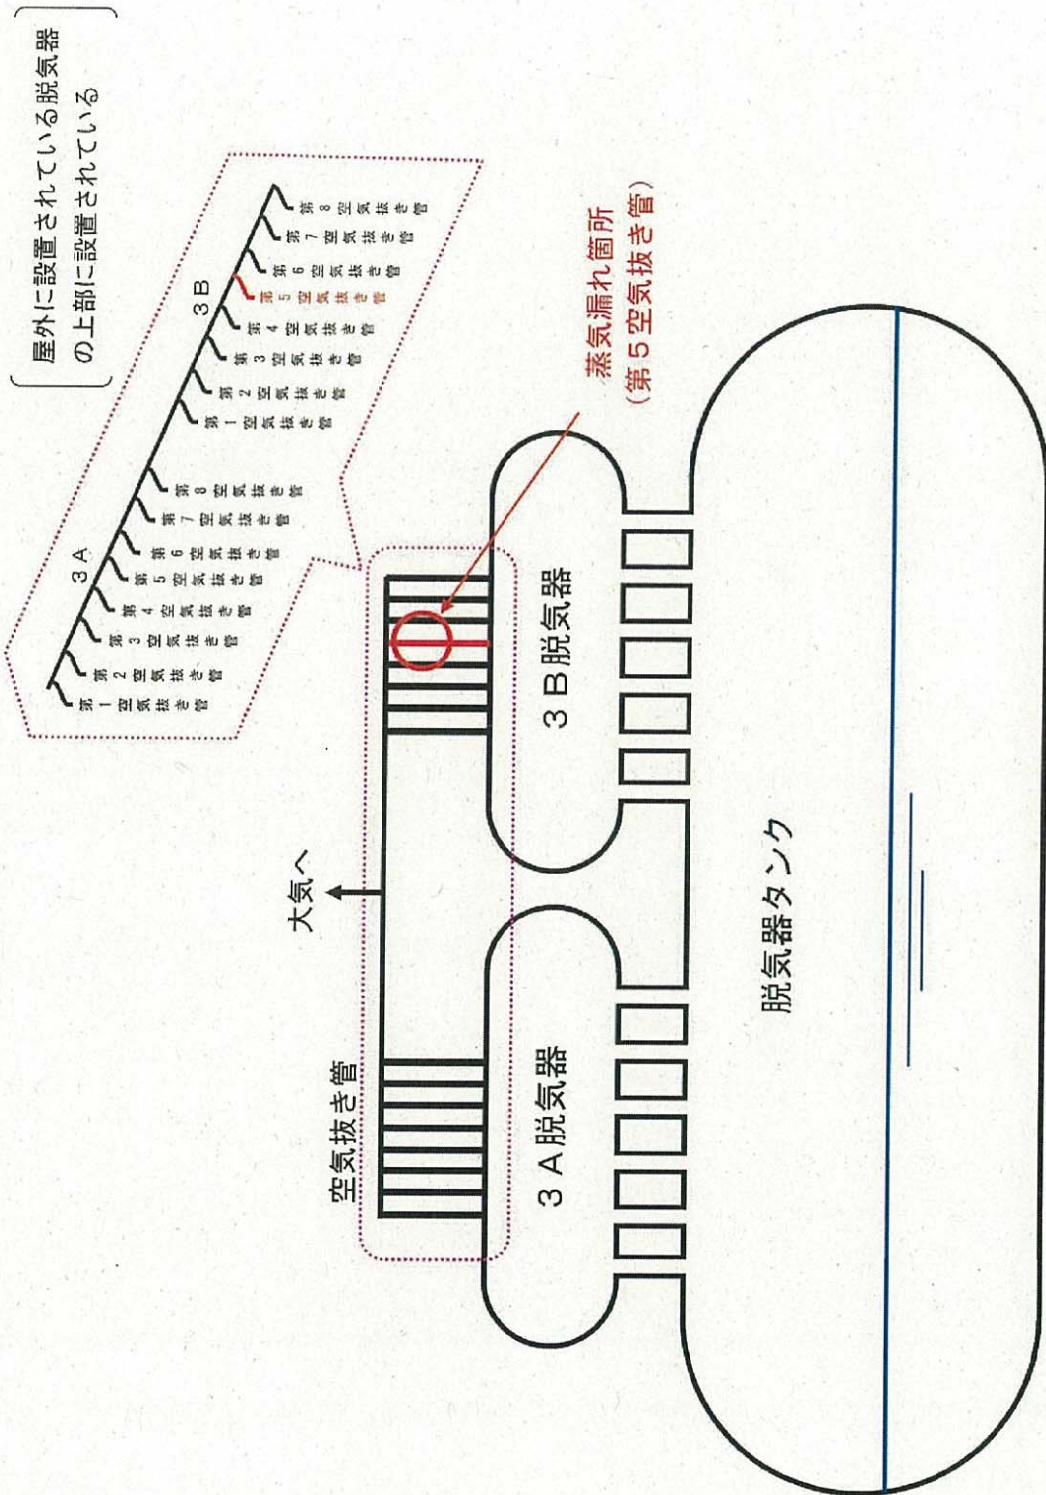 屋外に設置されている脱気器
の上部に設置されている
3A
第1空気抜き管
第2空気抜き管
第3空気抜き管
第4空気抜き管
第5空気抜き管
第6空気抜き管
第7空気抜き管
第8空気抜き管
3B
第1空気抜き管
第2空気抜き管
第3空気抜き管
第4空気抜き管
第5空気抜き管
第6空気抜き管
第7空気抜き管
第8空気抜き管
空気抜き管
大気へ
蒸気漏れ箇所
(第5空気抜き管)
3A脱気器
3B脱気器
脱気器タンク